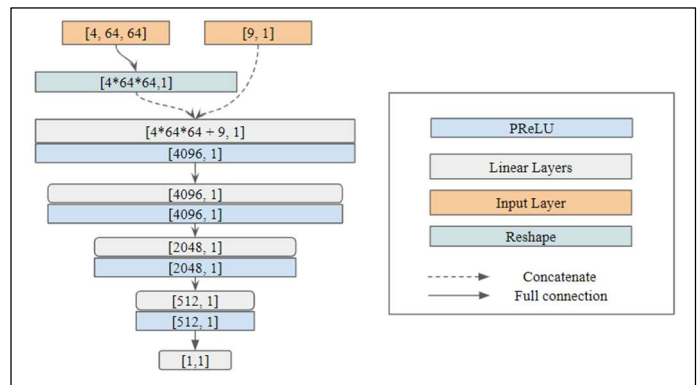 [4, 64, 64]
[9, 1]
[4*64*64,1]
[4*64*64 + 9, 1]
[4096, 1]
[4096, 1]
[4096, 1]
[2048, 1]
[2048, 1]
[512, 1]
[512, 1]
[1,1]
PReLU
Linear Layers
Input Layer
Reshape
Concatenate
Full connection